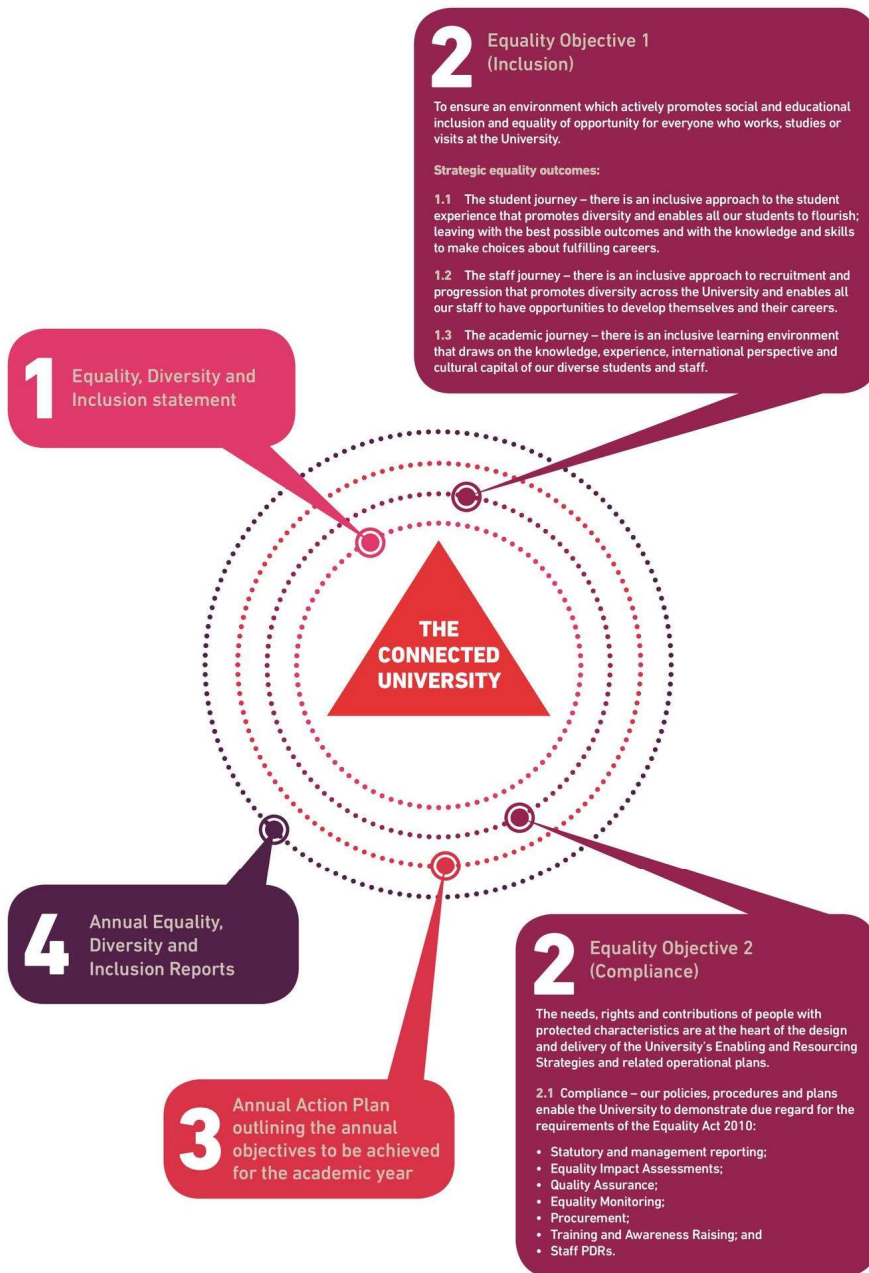 2
Equality Objective 1
(Inclusion)
To ensure an environment which actively promotes social and educational
inclusion and equality of opportunity for everyone who works, studies or
visits at the University.
Strategic equality outcomes:
1.1 The student journey – there is an inclusive approach to the student
experience that promotes diversity and enables all our students to flourish;
leaving with the best possible outcomes and with the knowledge and skills
to make choices about fulfilling careers.
1.2 The staff journey – there is an inclusive approach to recruitment and
progression that promotes diversity across the University and enables all
our staff to have opportunities to develop themselves and their careers.
1.3 The academic journey – there is an inclusive learning environment
that draws on the knowledge, experience, international perspective and
cultural capital of our diverse students and staff.
1
Equality, Diversity and
Inclusion statement
THE
CONNECTED
UNIVERSITY
4
Annual Equality,
Diversity and
Inclusion Reports
3
Annual Action Plan
outlining the annual
objectives to be achieved
for the academic year
2
Equality Objective 2
(Compliance)
The needs, rights and contributions of people with
protected characteristics are at the heart of the design
and delivery of the University's Enabling and Resourcing
Strategies and related operational plans.
2.1 Compliance – our policies, procedures and plans
enable the University to demonstrate due regard for the
requirements of the Equality Act 2010:
• Statutory and management reporting;
• Equality Impact Assessments;
• Quality Assurance;
• Equality Monitoring;
• Procurement;
• Training and Awareness Raising; and
• Staff PDRs.